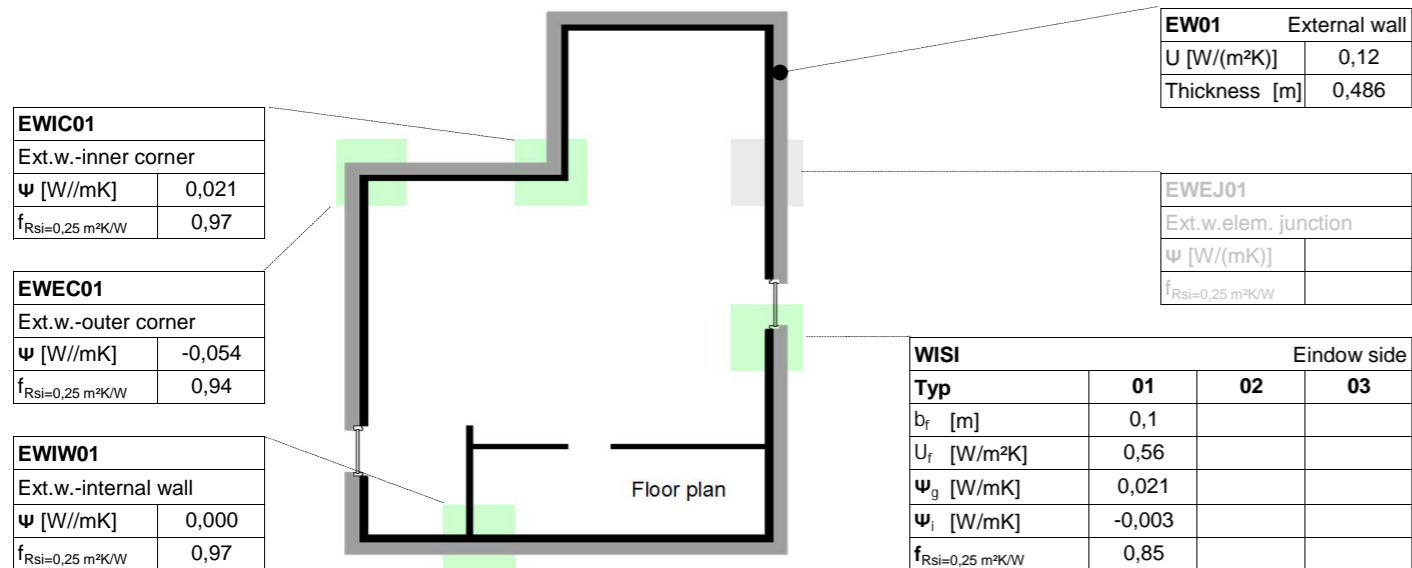 EW01 External wall
U [W/(m²K)] 0,12
Thickness [m] 0,486
EWIC01
Ext.w.-inner corner
Ψ [W//mK] 0,021
fRsi=0,25 m²K/W 0,97
EWEJ01
Ext.w.elem. junction
Ψ [W/(mK)]
fRsi=0,25 m²K/W
EWEC01
Ext.w.-outer corner
Ψ [W//mK] -0,054
fRsi=0,25 m²K/W 0,94
WISI Eindow side
Typ 01 02 03
bf [m] 0,1
Uf [W/m²K] 0,56
Ψg [W/mK] 0,021
Ψi [W/mK] -0,003
fRsi=0,25 m²K/W 0,85
EWIW01
Ext.w.-internal wall
Ψ [W//mK] 0,000
fRsi=0,25 m²K/W 0,97
Floor plan